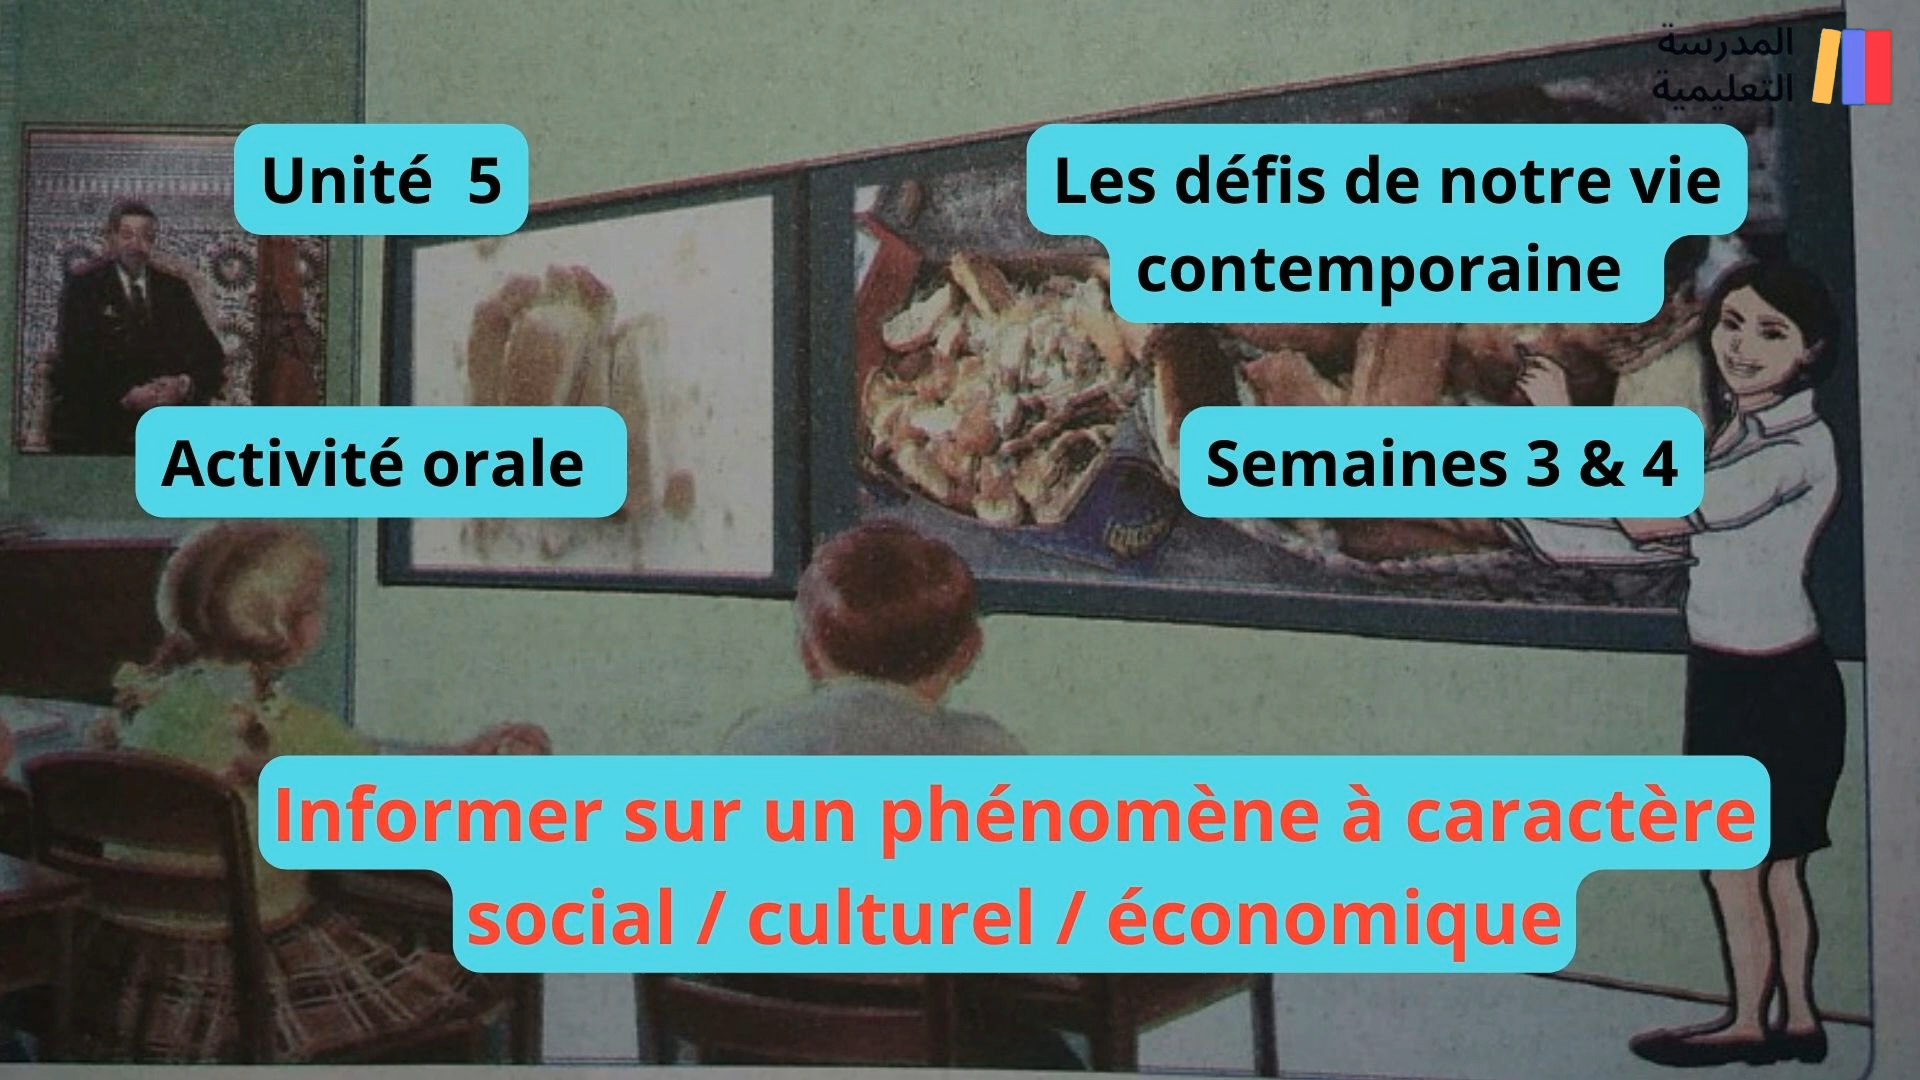 المدرسة
التعليمية
Unité 5
Les défis de notre vie
contemporaine
Activité orale
Semaines 3 & 4
Informer sur un phénomène à caractère
social / culturel / économique